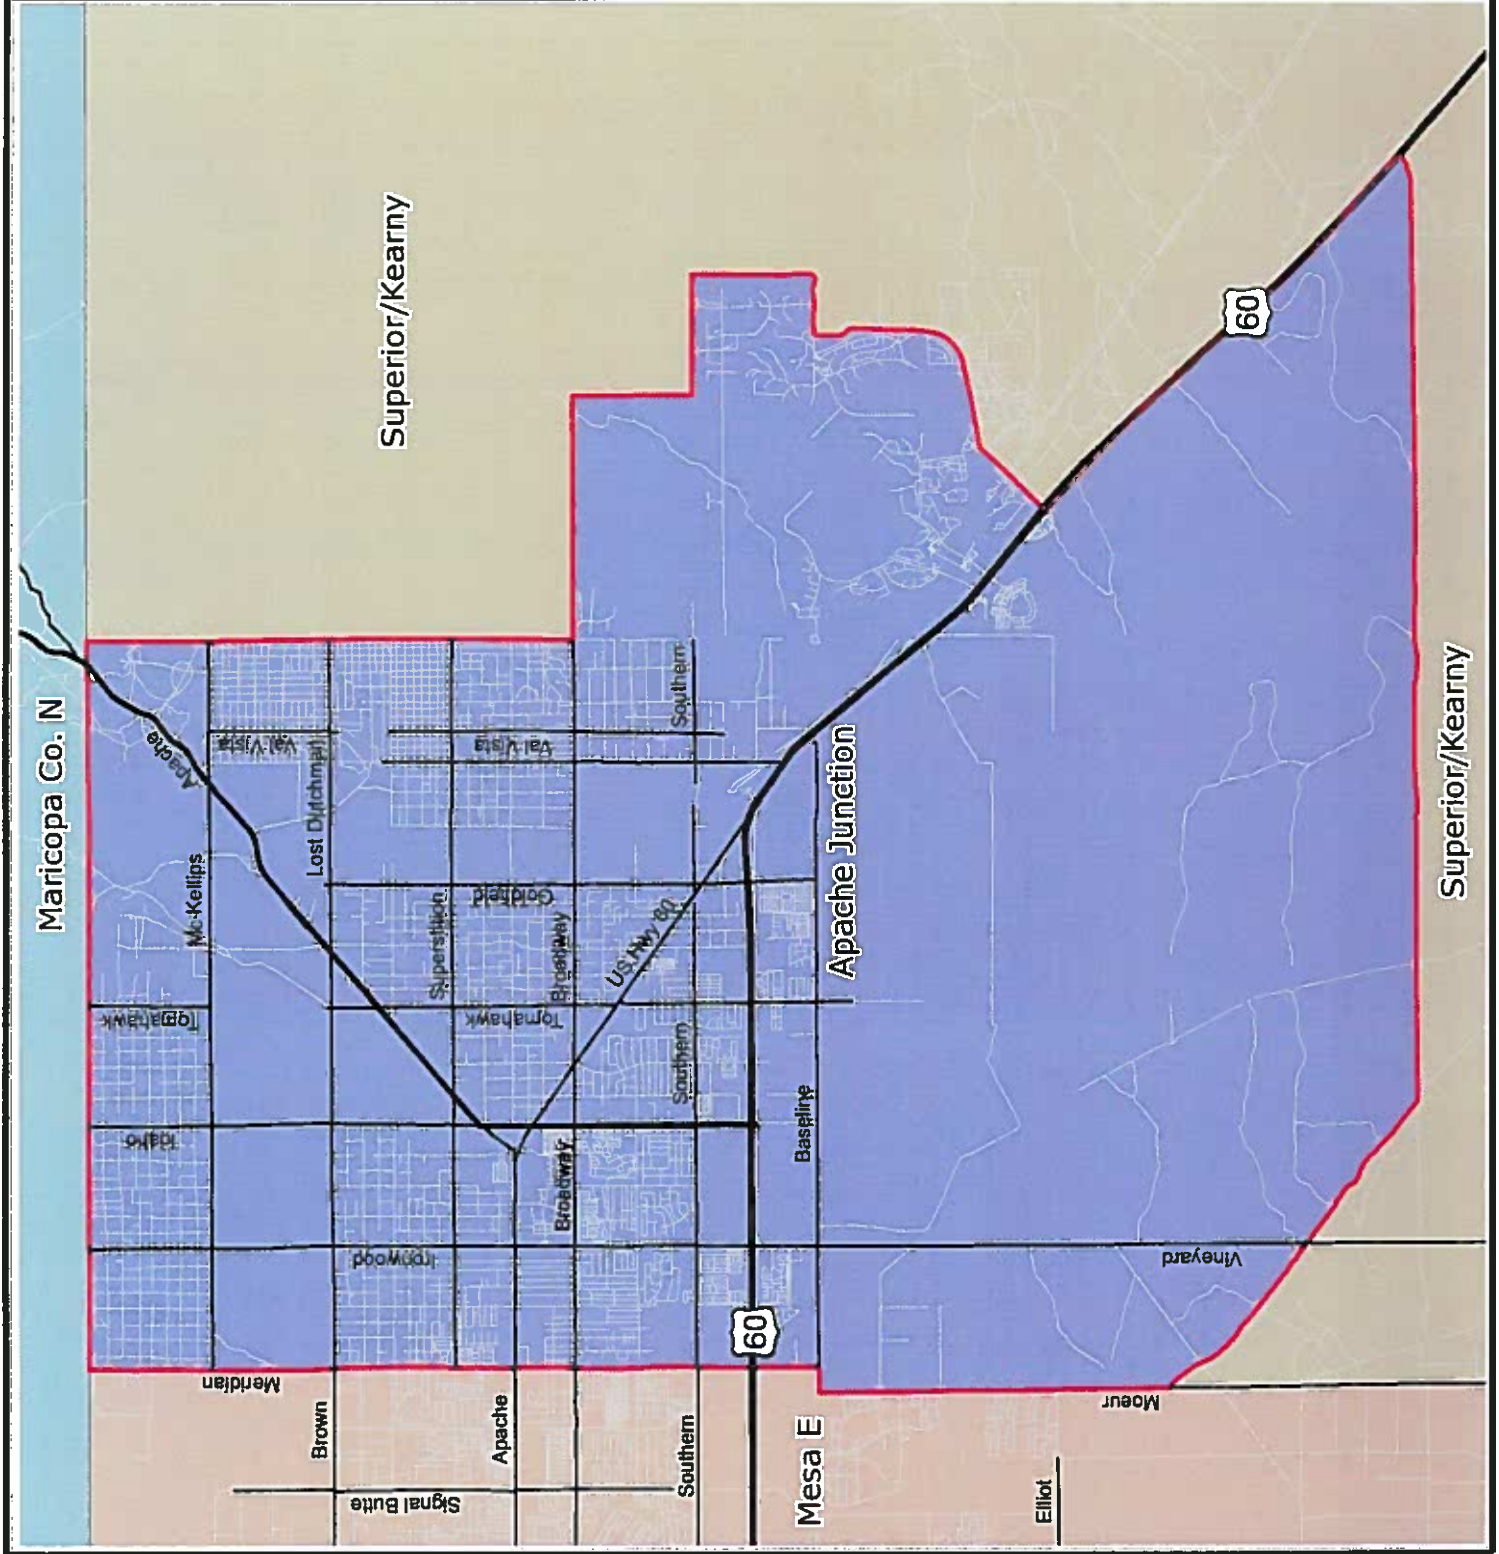 Maricopa Co. N
Superior/Kearny
60
Apache
Val Vista
Lost Dutchman
Mc Kellips
Val Vista
Southern
Goldfield
Superstition
Broadway
US Hwy 60
Apache Junction
Tomahawk
Tomahawk
Southern
Idaho
Broadway
Baseline
Ironwood
Vineyard
60
Superior/Kearny
Meridian
Brown
Apache
Southern
Signal Butte
Mesa E
Moeur
Elliot